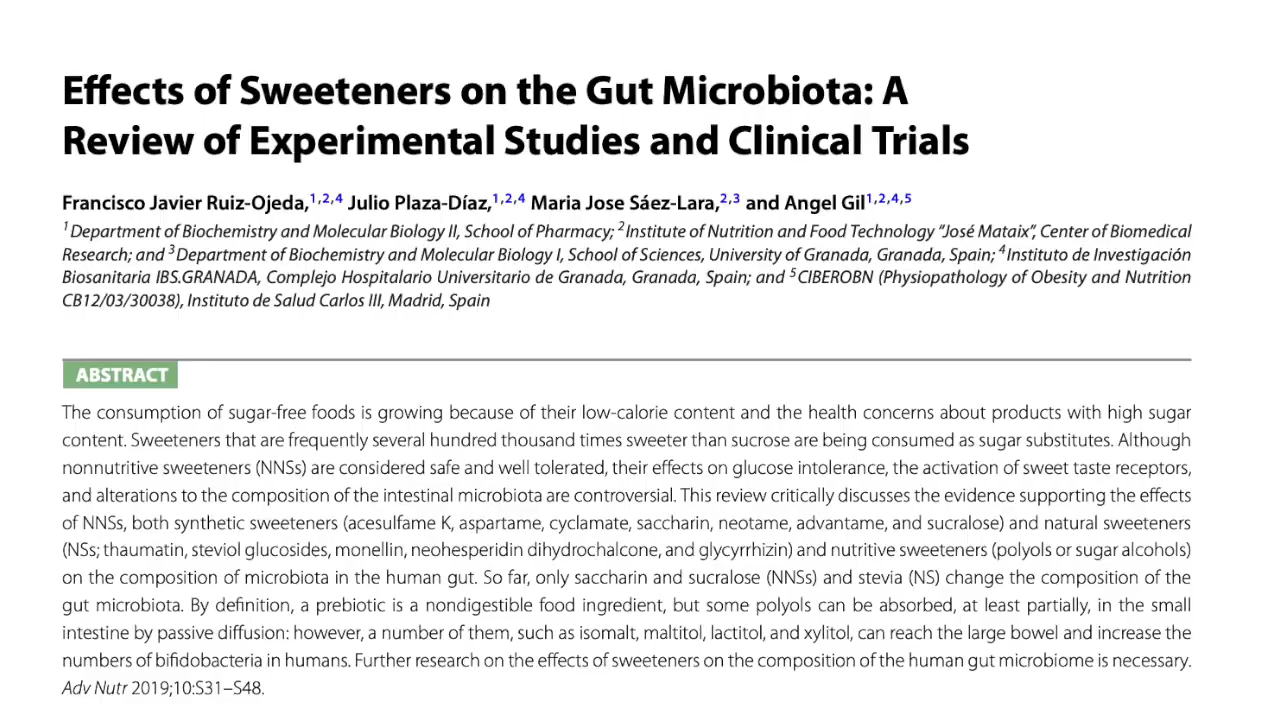 Effects of Sweeteners on the Gut Microbiota: A
Review of Experimental Studies and Clinical Trials
Francisco Javier Ruiz-Ojeda,1,2,4 Julio Plaza-Díaz,1,2,4 Maria Jose Sáez-Lara,2,3 and Angel Gil1,2,4,5
1Department of Biochemistry and Molecular Biology II, School of Pharmacy; 2Institute of Nutrition and Food Technology “José Mataix”, Center of Biomedical
Research; and 3Department of Biochemistry and Molecular Biology I, School of Sciences, University of Granada, Granada, Spain; 4Instituto de Investigación
Biosanitaria IBS.GRANADA, Complejo Hospitalario Universitario de Granada, Granada, Spain; and 5CIBEROBN (Physiopathology of Obesity and Nutrition
CB12/03/30038), Instituto de Salud Carlos III, Madrid, Spain
ABSTRACT
The consumption of sugar-free foods is growing because of their low-calorie content and the health concerns about products with high sugar
content. Sweeteners that are frequently several hundred thousand times sweeter than sucrose are being consumed as sugar substitutes. Although
nonnutritive sweeteners (NNSs) are considered safe and well tolerated, their effects on glucose intolerance, the activation of sweet taste receptors,
and alterations to the composition of the intestinal microbiota are controversial. This review critically discusses the evidence supporting the effects
of NNSs, both synthetic sweeteners (acesulfame K, aspartame, cyclamate, saccharin, neotame, advantame, and sucralose) and natural sweeteners
(NSs; thaumatin, steviol glucosides, monellin, neohesperidin dihydrochalcone, and glycyrrhizin) and nutritive sweeteners (polyols or sugar alcohols)
on the composition of microbiota in the human gut. So far, only saccharin and sucralose (NNSs) and stevia (NS) change the composition of the
gut microbiota. By definition, a prebiotic is a nondigestible food ingredient, but some polyols can be absorbed, at least partially, in the small
intestine by passive diffusion: however, a number of them, such as isomalt, maltitol, lactitol, and xylitol, can reach the large bowel and increase the
numbers of bifidobacteria in humans. Further research on the effects of sweeteners on the composition of the human gut microbiome is necessary.
Adv Nutr 2019;10:S31–S48.